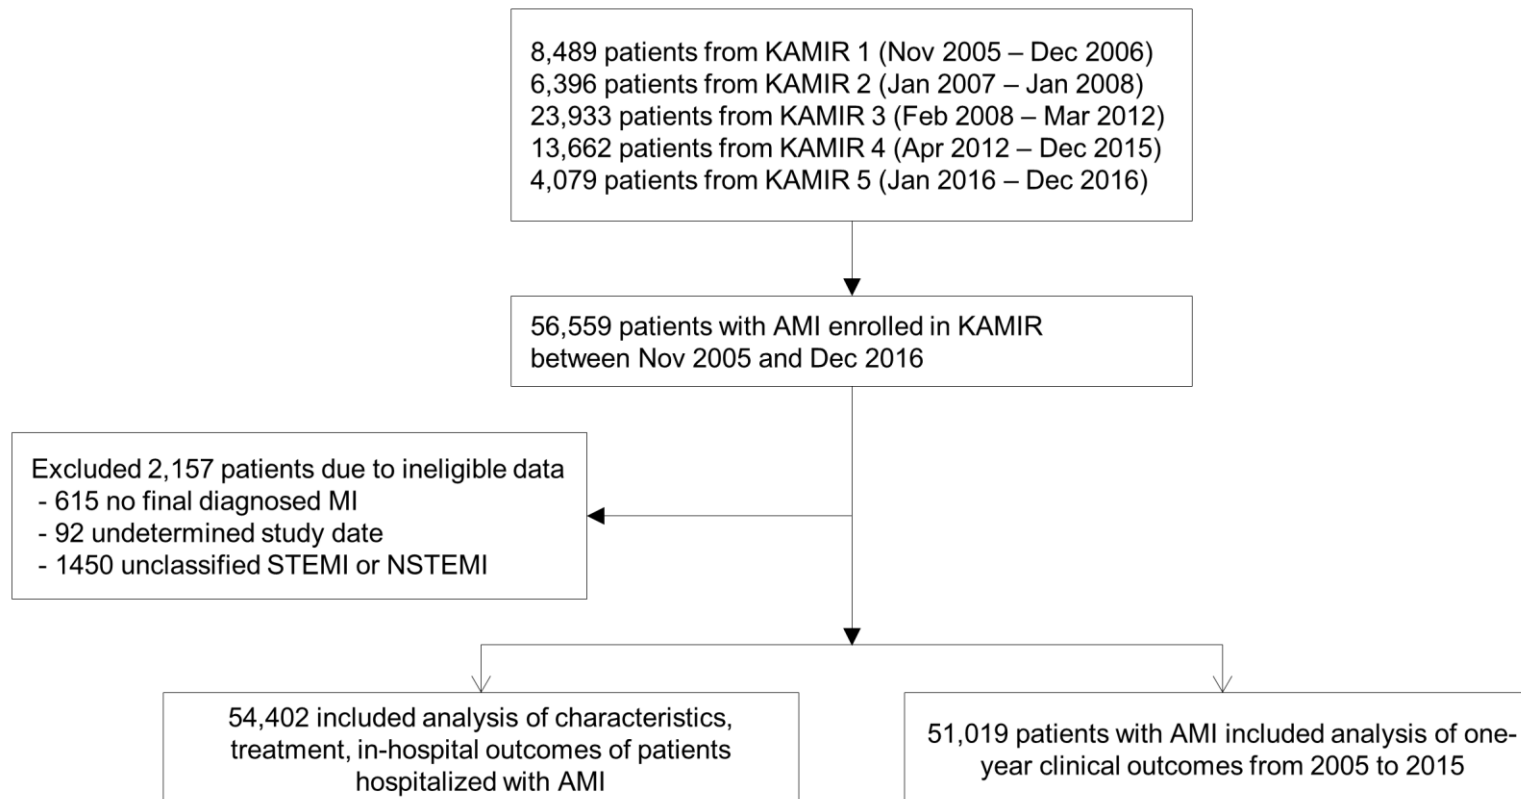 8,489 patients from KAMIR 1 (Nov 2005 – Dec 2006)
6,396 patients from KAMIR 2 (Jan 2007 – Jan 2008)
23,933 patients from KAMIR 3 (Feb 2008 – Mar 2012)
13,662 patients from KAMIR 4 (Apr 2012 – Dec 2015)
4,079 patients from KAMIR 5 (Jan 2016 – Dec 2016)
56,559 patients with AMI enrolled in KAMIR
between Nov 2005 and Dec 2016
Excluded 2,157 patients due to ineligible data
- 615 no final diagnosed MI
- 92 undetermined study date
- 1450 unclassified STEMI or NSTEMI
54,402 included analysis of characteristics,
treatment, in-hospital outcomes of patients
hospitalized with AMI
51,019 patients with AMI included analysis of one-
year clinical outcomes from 2005 to 2015